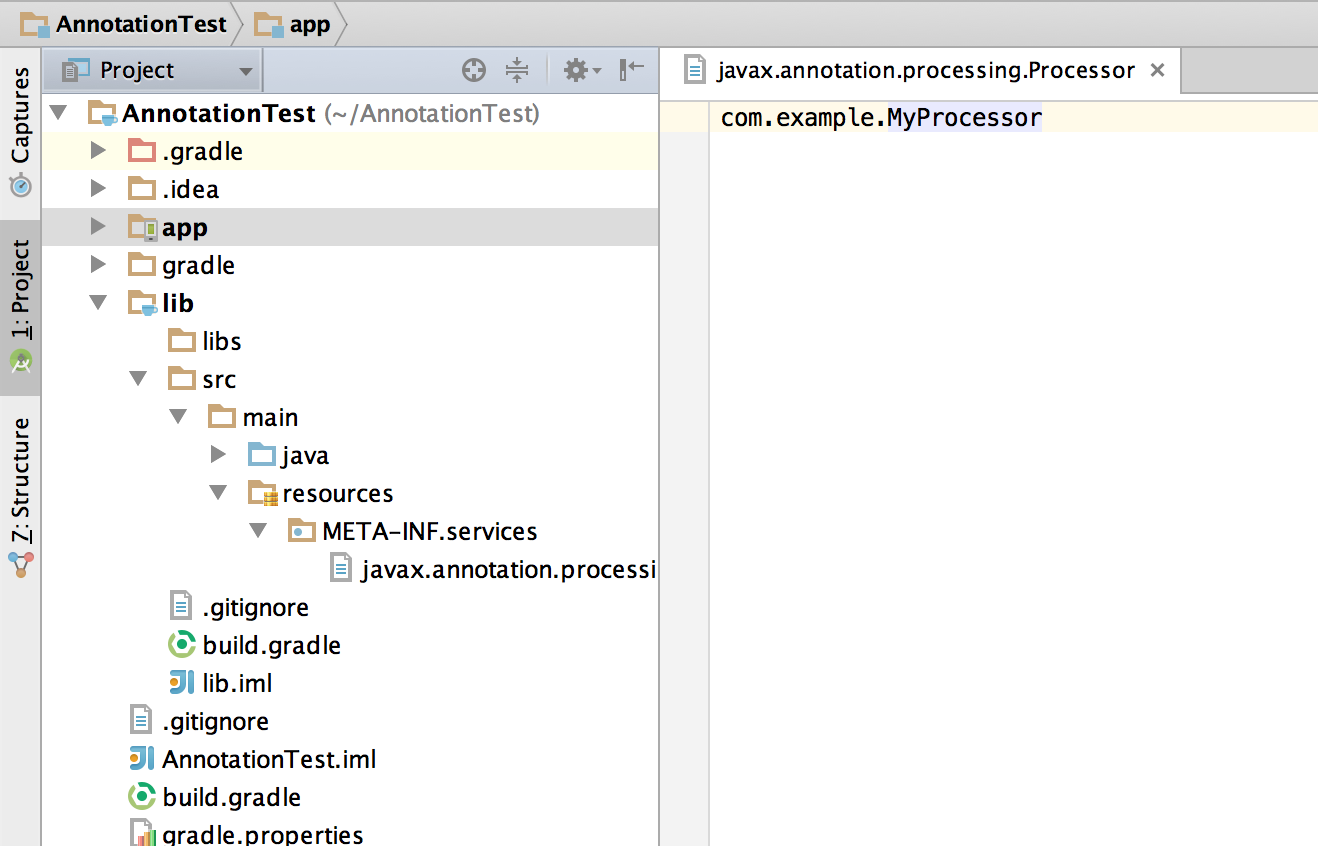 AnnotationTest app
Captures
1: Project
Z: Structure
Project
AnnotationTest (~/AnnotationTest)
.gradle
.idea
app
gradle
lib
libs
src
main
java
resources
META-INF.services
javax.annotation.processi
.gitignore
build.gradle
lib.iml
.gitignore
AnnotationTest.iml
build.gradle
gradle.properties
javax.annotation.processing.Processor
com.example.MyProcessor